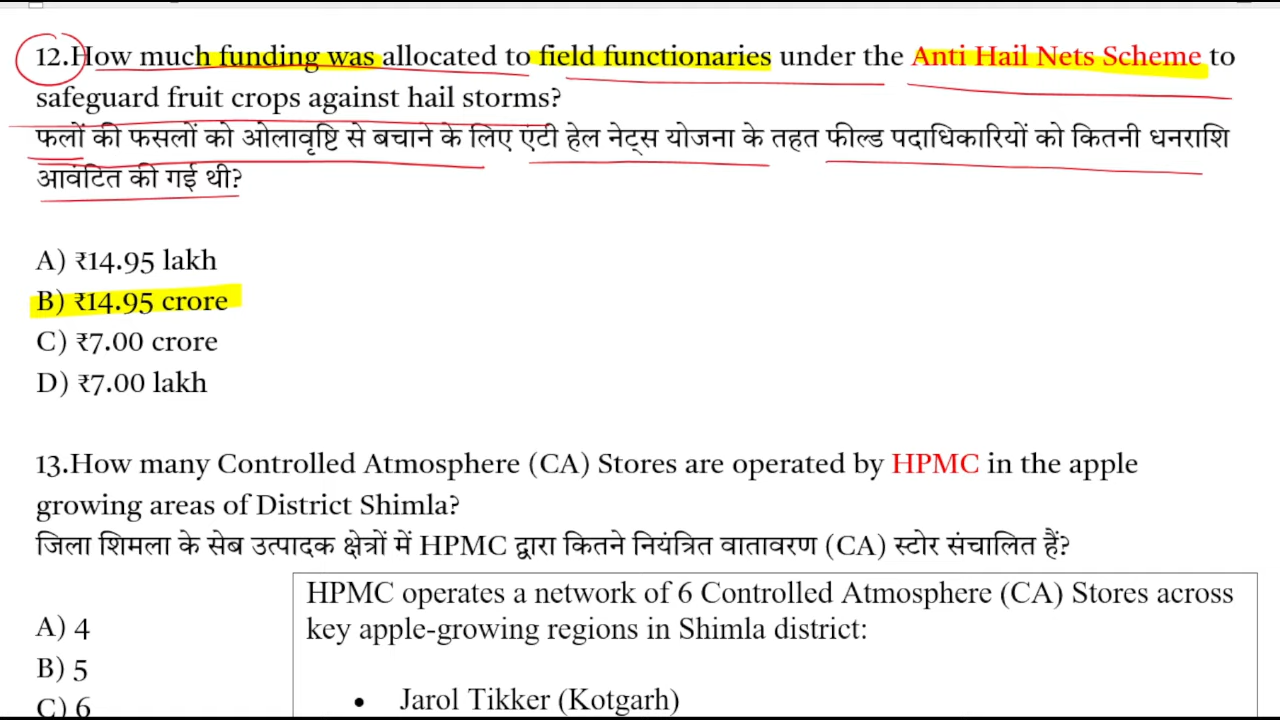 12.How much funding was allocated to field functionaries under the Anti Hail Nets Scheme to
safeguard fruit crops against hail storms?
फलों की फसलों को ओलावृष्टि से बचाने के लिए एंटी हेल नेट्स योजना के तहत फील्ड पदाधिकारियों को कितनी धनराशि
आवंटित की गई थी?
A) ₹14.95 lakh
B) ₹14.95 crore
C) ₹7.00 crore
D) ₹7.00 lakh
13.How many Controlled Atmosphere (CA) Stores are operated by HPMC in the apple
growing areas of District Shimla?
जिला शिमला के सेब उत्पादक क्षेत्रों में HPMC द्वारा कितने नियंत्रित वातावरण (CA) स्टोर संचालित हैं?
A) 4
B) 5
C) 6
HPMC operates a network of 6 Controlled Atmosphere (CA) Stores across
key apple-growing regions in Shimla district:
• Jarol Tikker (Kotgarh)